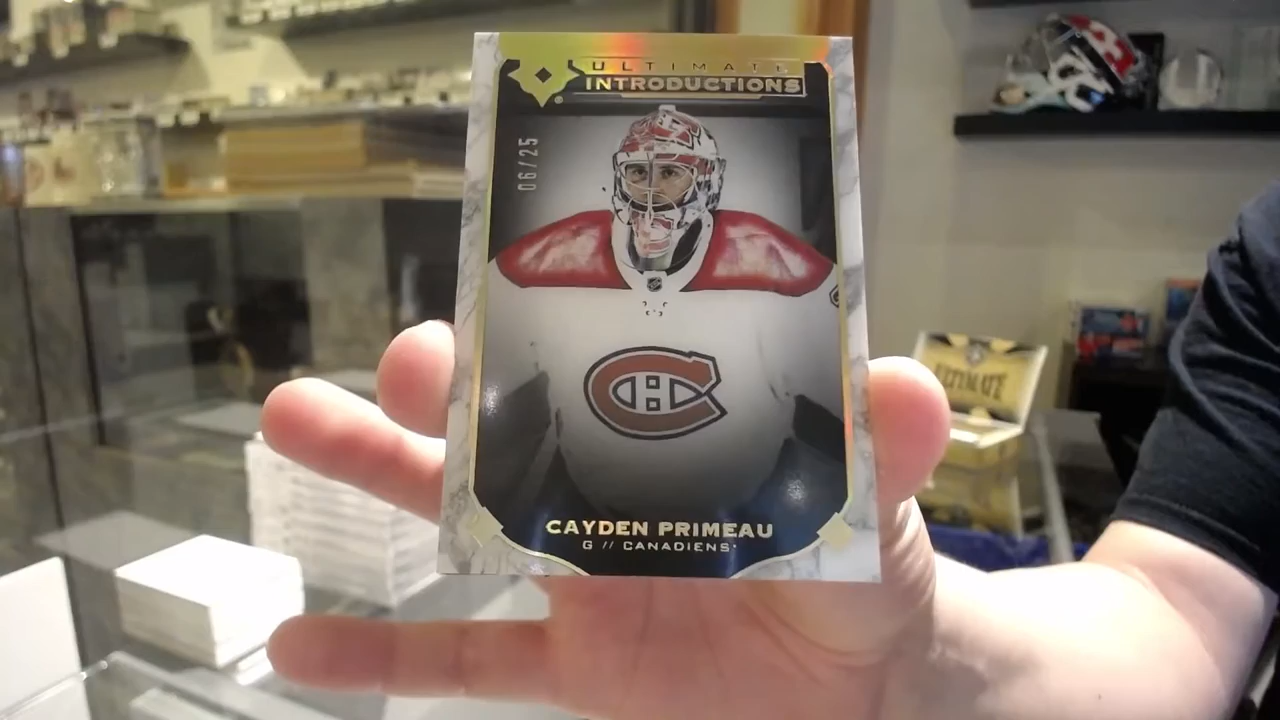 ULTIMATE
INTRODUCTIONS
06/25
CAYDEN PRIMEAU
G // CANADIENS
ULTIMATE